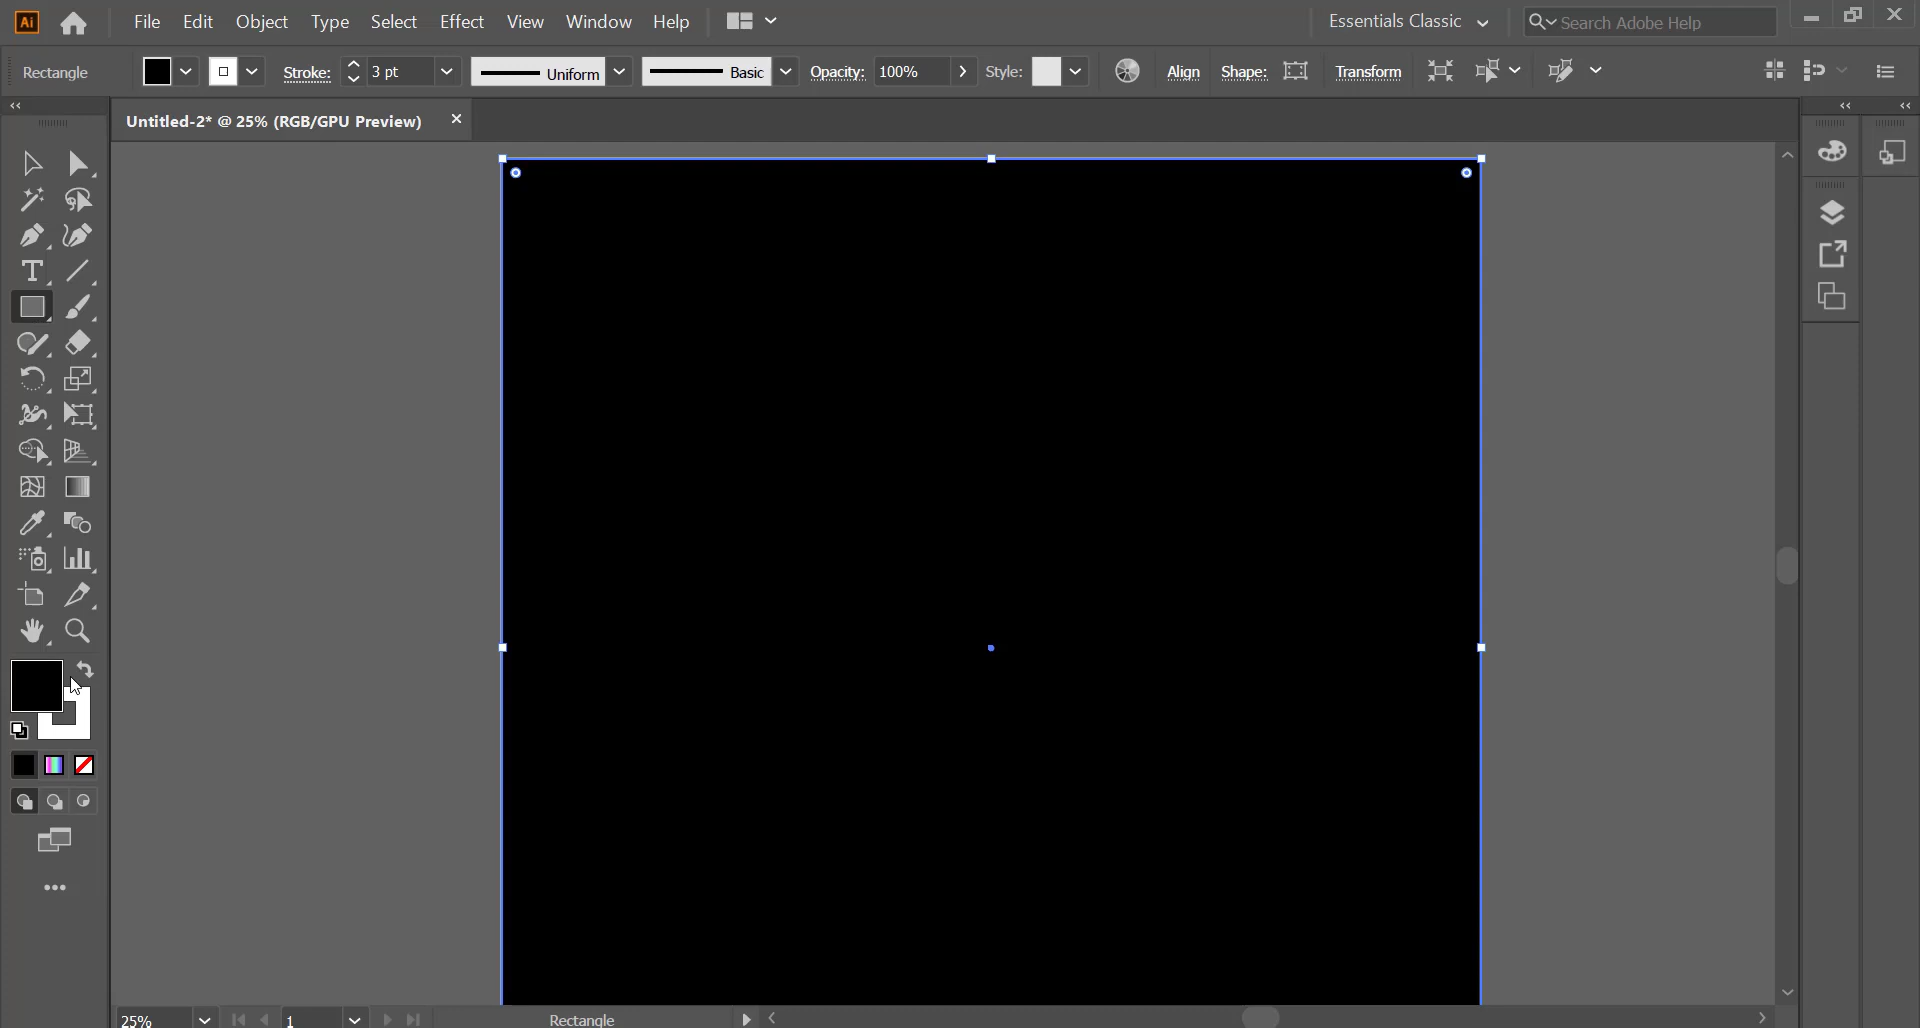 Ai File Edit Object Type Select Effect View Window Help Essentials Classic Search Adobe Help
Rectangle Stroke: 3 pt Uniform Basic Opacity: 100% Style: Align Shape: Transform
Untitled-2* @ 25% (RGB/GPU Preview)
25% 1 Rectangle